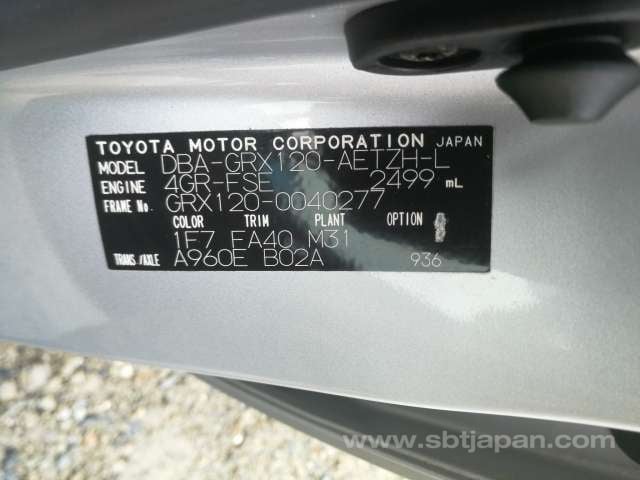 TOYOTA MOTOR CORPORATION JAPAN
MODEL DBA-GRX120-AETZH-L
ENGINE 4GR-FSE 2499 mL
FRAME No. GRX120-0040277
COLOR TRIM PLANT OPTION
1F7 EA40 M31
TRANS/AXLE A960E B02A 936
www.sbtjapan.com